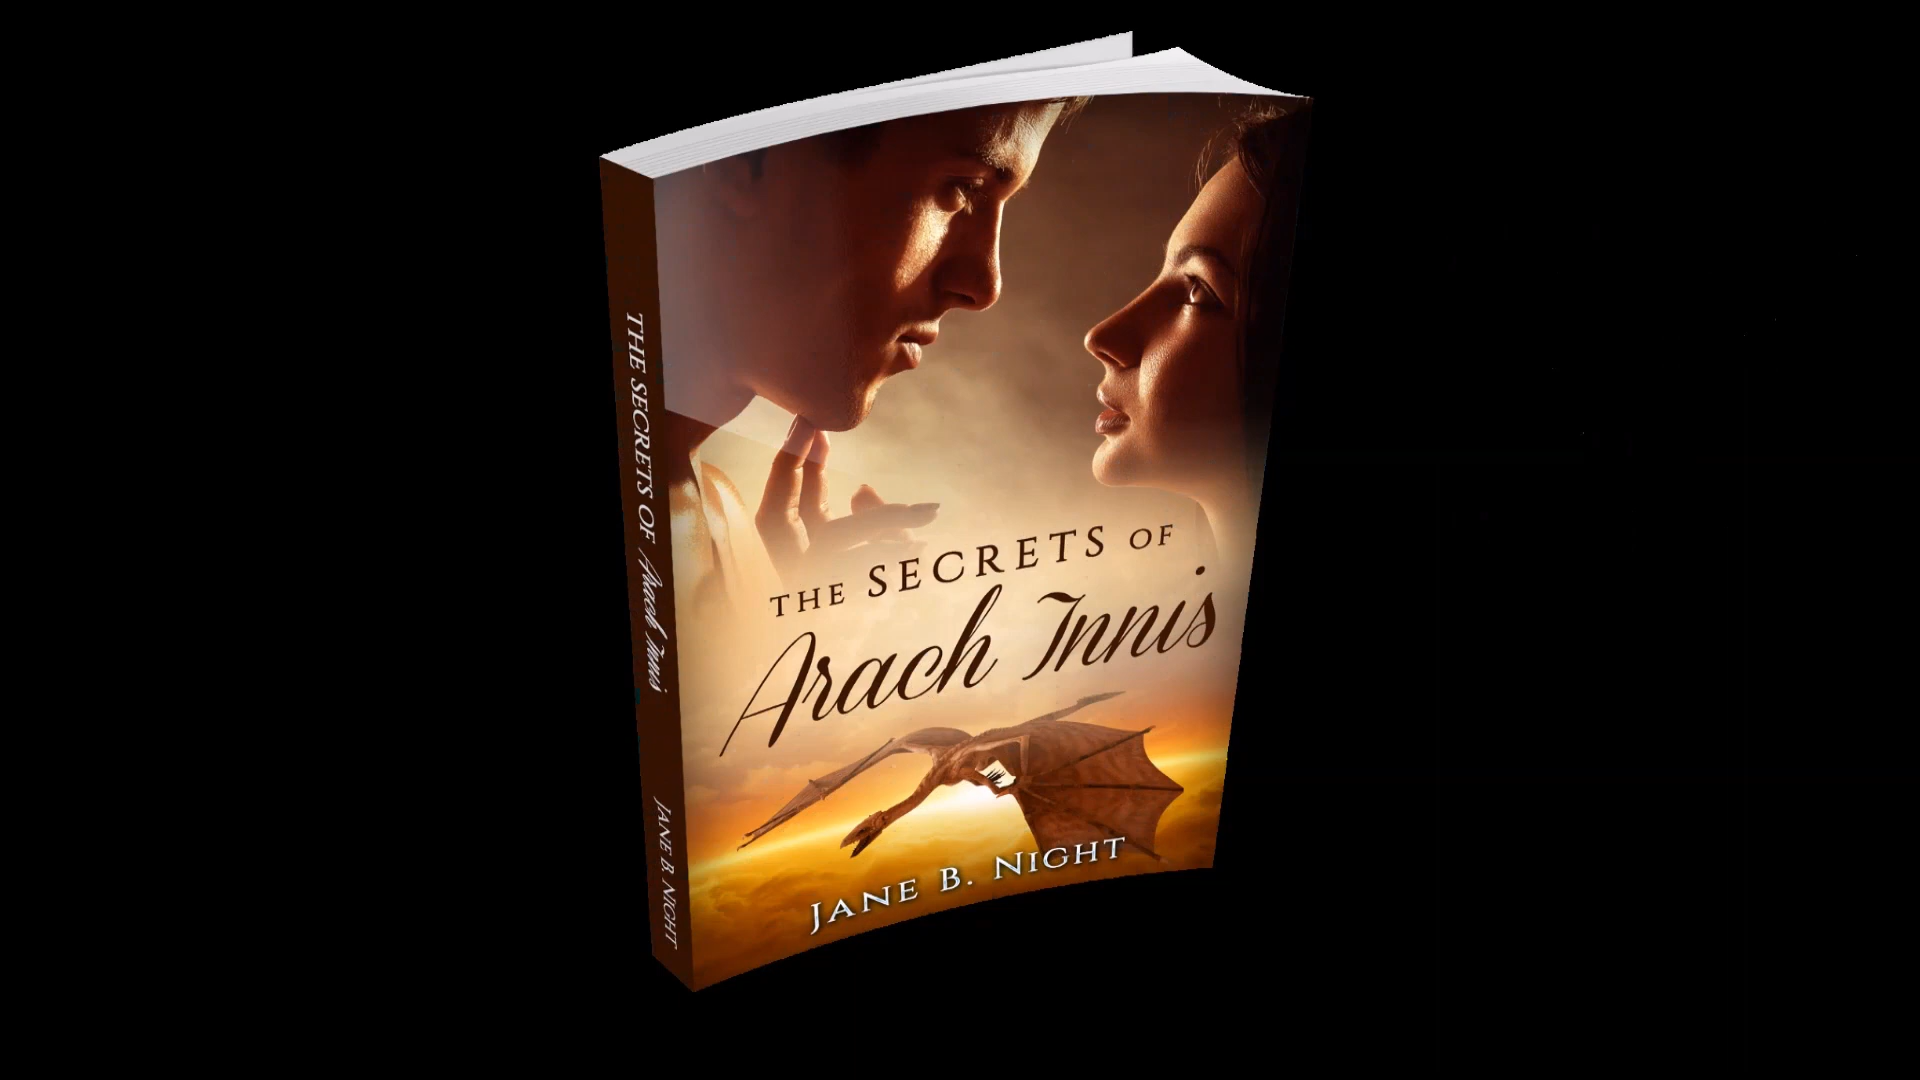 THE SECRETS OF
Arach Innis
JANE B. NIGHT
THE SECRETS OF Arach Innis
JANE B. NIGHT